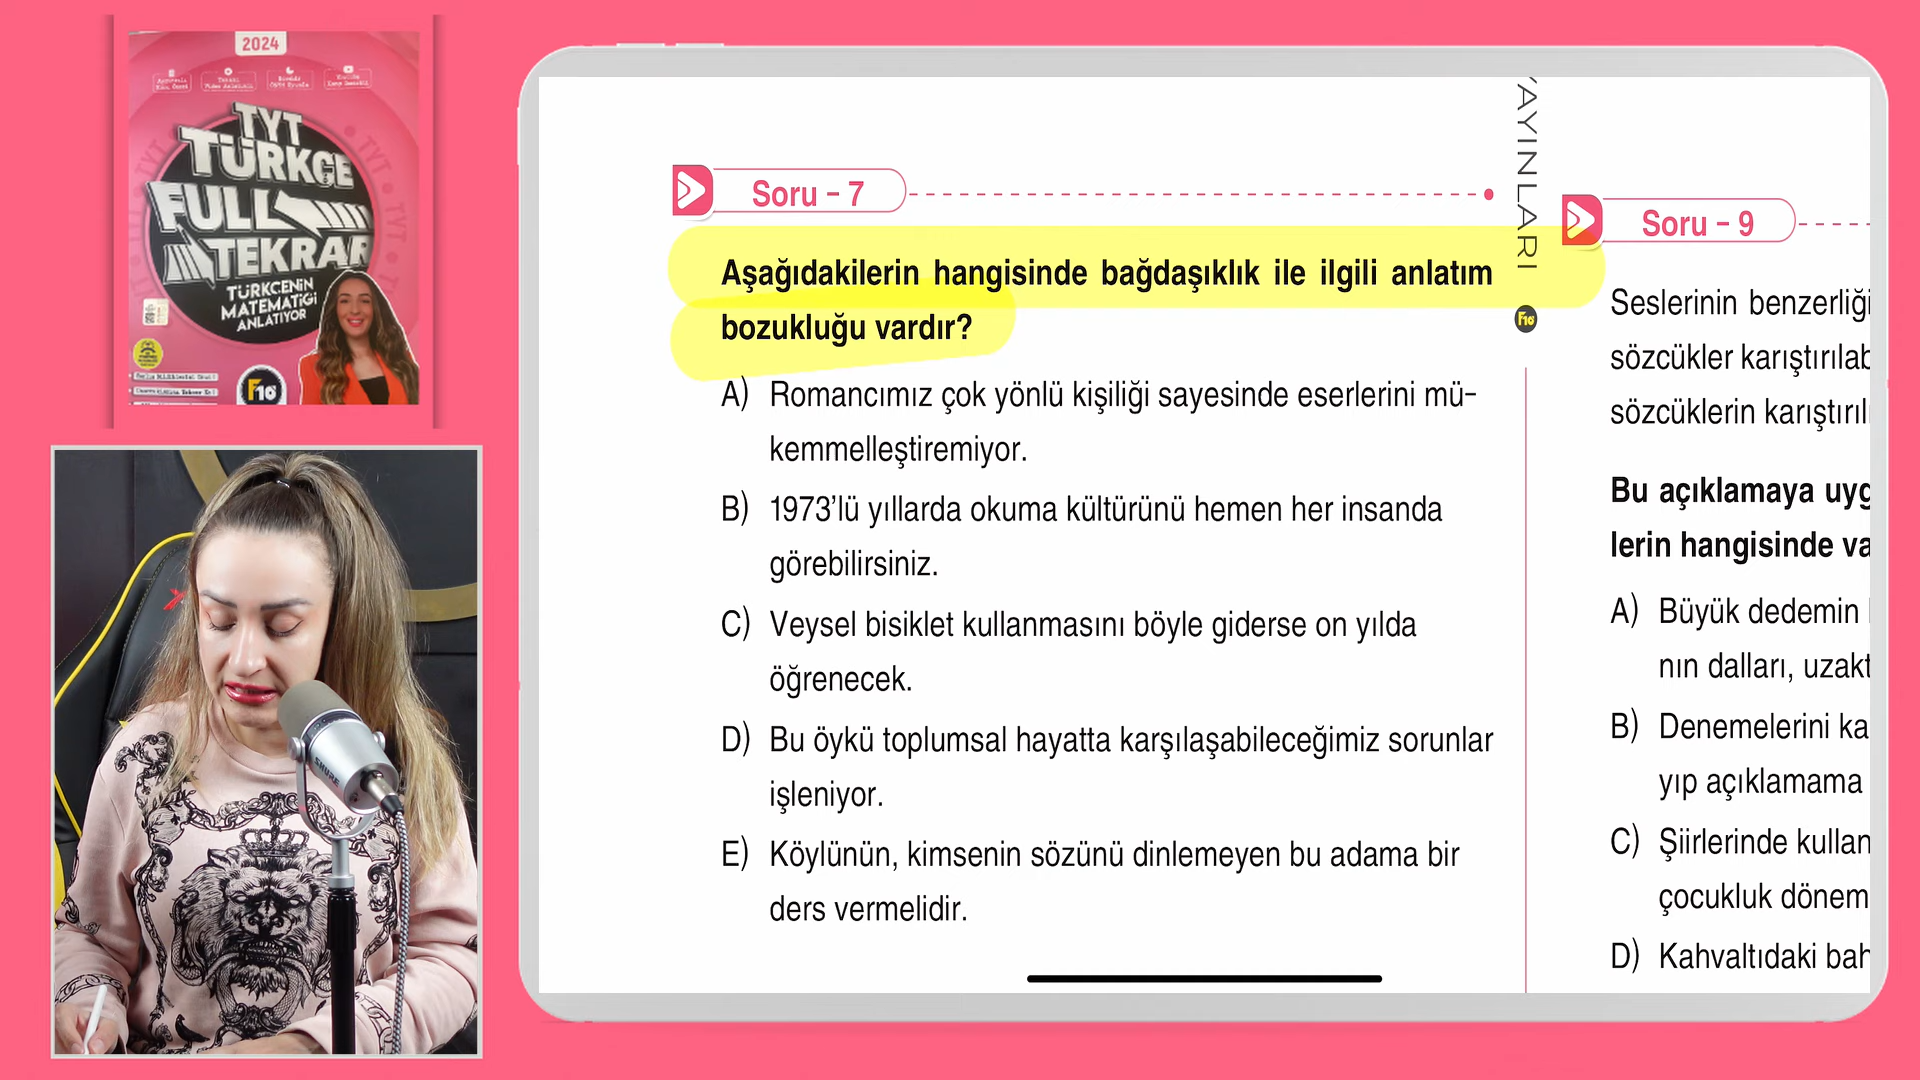 2024
TYT
TÜRKÇE
FULL
TEKRAR
TÜRKÇENİN
MATEMATİĞİ
ANLATIYOR
F10
SHURE
YAYINLARI
F10
Soru - 7
Aşağıdakilerin hangisinde bağdaşıklık ile ilgili anlatım
bozukluğu vardır?
A) Romancımız çok yönlü kişiliği sayesinde eserlerini mü-
kemmelleştiremiyor.
B) 1973'lü yıllarda okuma kültürünü hemen her insanda
görebilirsiniz.
C) Veysel bisiklet kullanmasını böyle giderse on yılda
öğrenecek.
D) Bu öykü toplumsal hayatta karşılaşabileceğimiz sorunlar
işleniyor.
E) Köylünün, kimsenin sözünü dinlemeyen bu adama bir
ders vermelidir.
Soru - 9
Seslerinin benzerliği
sözcükler karıştırılab
sözcüklerin karıştırıl
Bu açıklamaya uyg
lerin hangisinde va
A) Büyük dedemin
nın dalları, uzakt
B) Denemelerini ka
yıp açıklamama
C) Şiirlerinde kullan
çocukluk dönem
D) Kahvaltıdaki bah